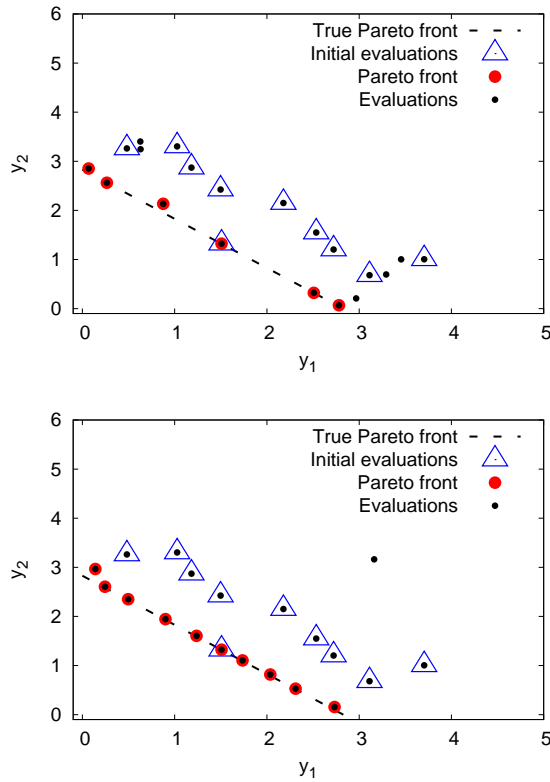 6
5
4
3
2
1
0
y2
True Pareto front
Initial evaluations
Pareto front
Evaluations
0 1 2 3 4 5
y1
6
5
4
3
2
1
0
y2
True Pareto front
Initial evaluations
Pareto front
Evaluations
0 1 2 3 4 5
y1